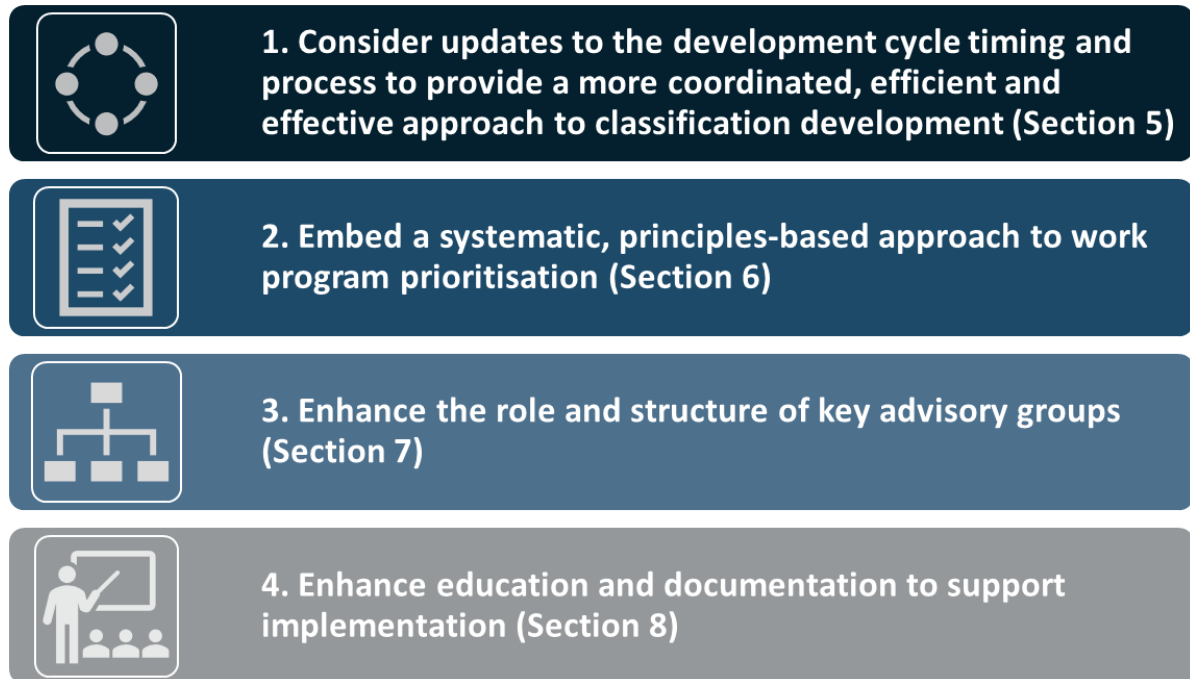 1. Consider updates to the development cycle timing and
process to provide a more coordinated, efficient and
effective approach to classification development (Section 5)
2. Embed a systematic, principles-based approach to work
program prioritisation (Section 6)
3. Enhance the role and structure of key advisory groups
(Section 7)
4. Enhance education and documentation to support
implementation (Section 8)